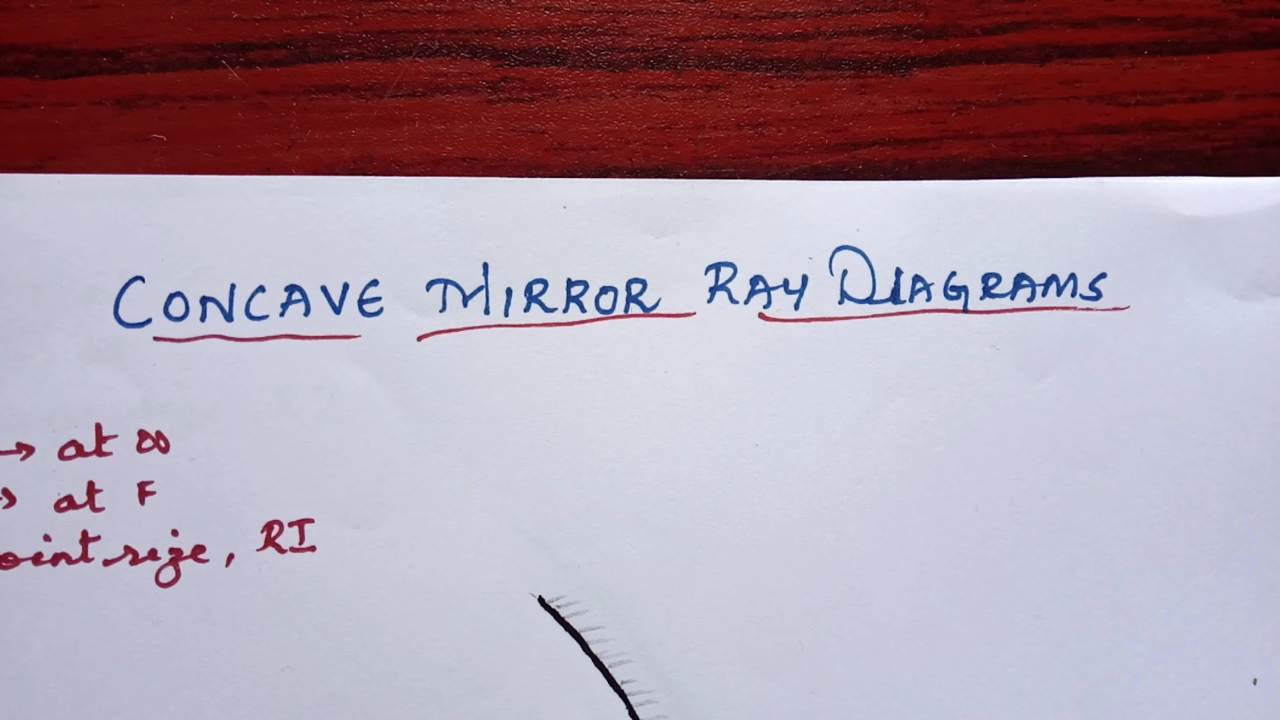 CONCAVE MIRROR RAY DIAGRAMS
→ at ∞
→ at F
oint size, RI